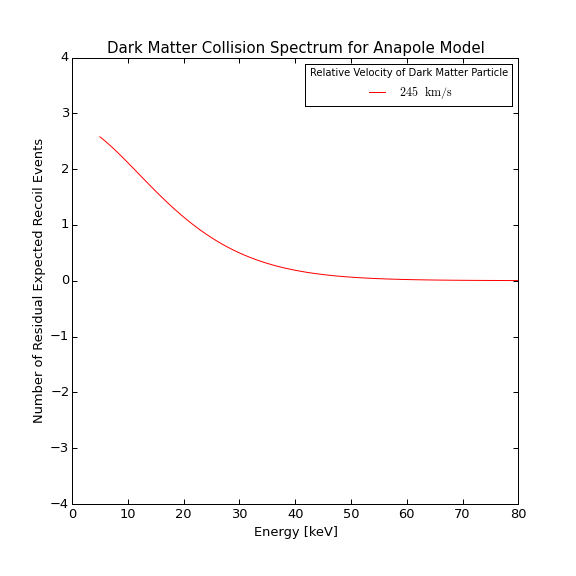 Dark Matter Collision Spectrum for Anapole Model
Relative Velocity of Dark Matter Particle
245 km/s
Number of Residual Expected Recoil Events
4
3
2
1
0
−1
−2
−3
−4
0 10 20 30 40 50 60 70 80
Energy [keV]